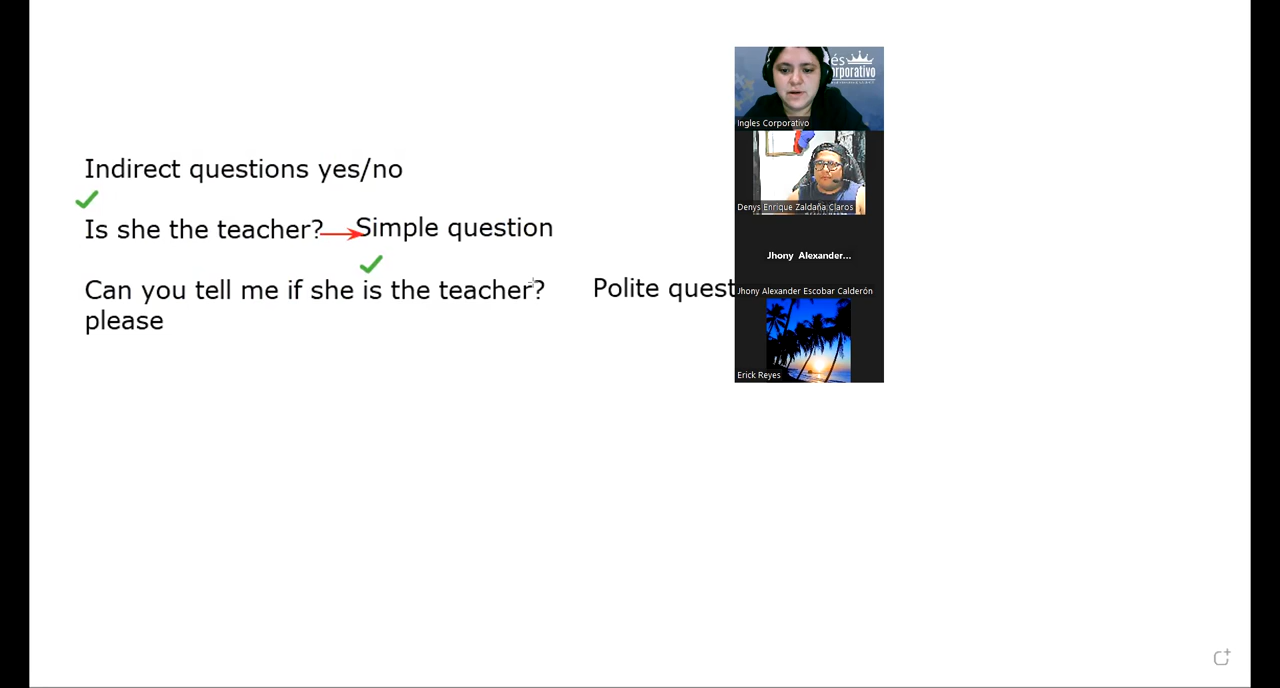 Indirect questions yes/no
Is she the teacher?
Simple question
Can you tell me if she is the teacher?
please
Polite quest
Ingles Corporativo
Denys Enrique Zaldaña Claros
Jhony Alexander...
Jhony Alexander Escobar Calderón
Erick Reyes